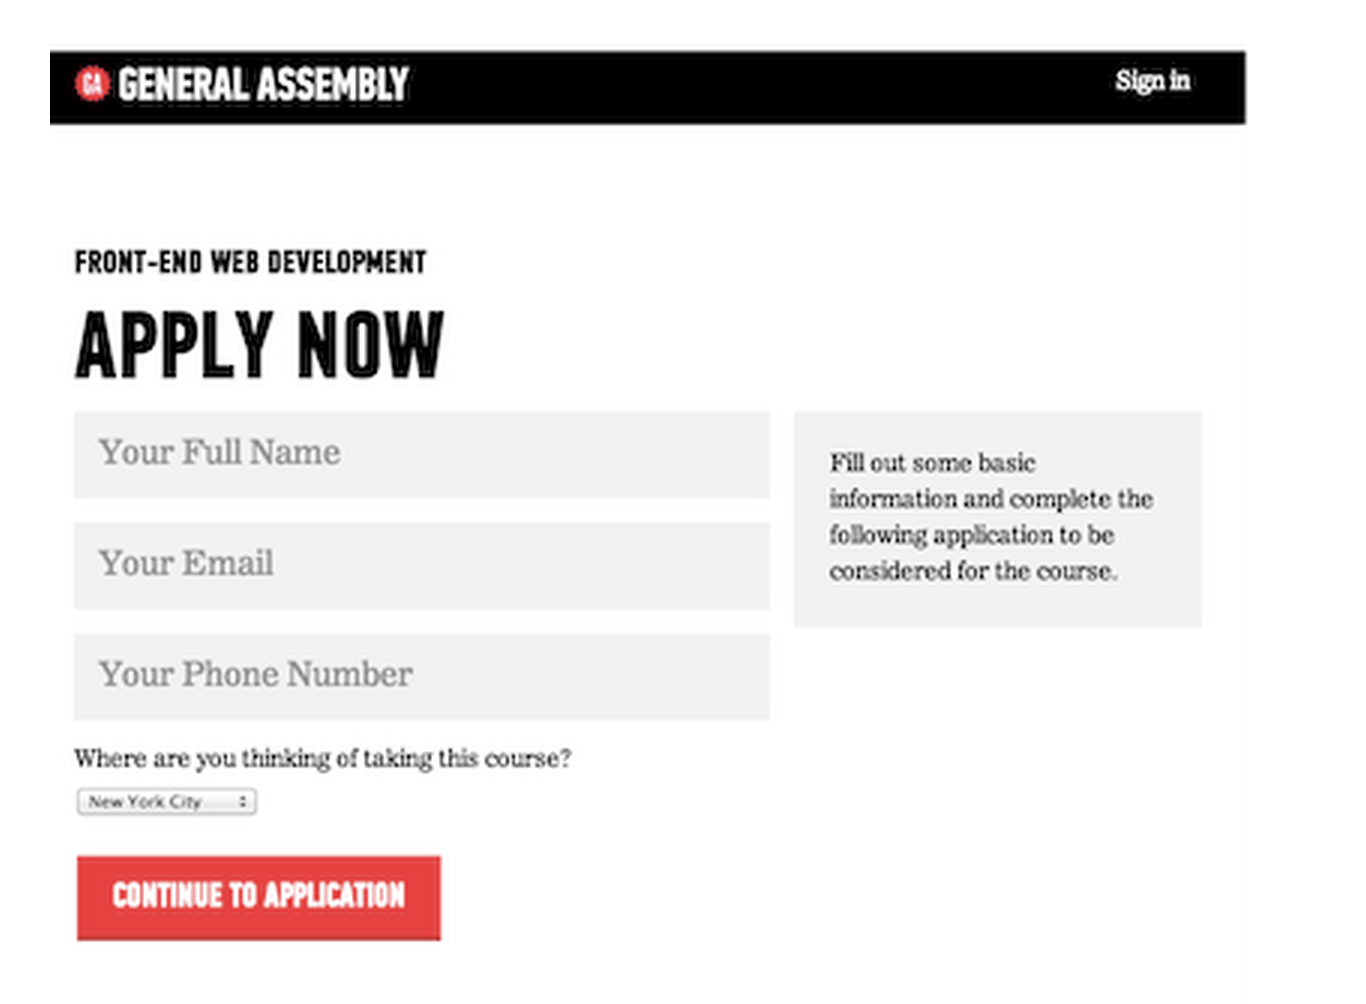 GA GENERAL ASSEMBLY
Sign in
FRONT-END WEB DEVELOPMENT
APPLY NOW
Your Full Name
Your Email
Your Phone Number
Fill out some basic
information and complete the
following application to be
considered for the course.
Where are you thinking of taking this course?
New York City
CONTINUE TO APPLICATION